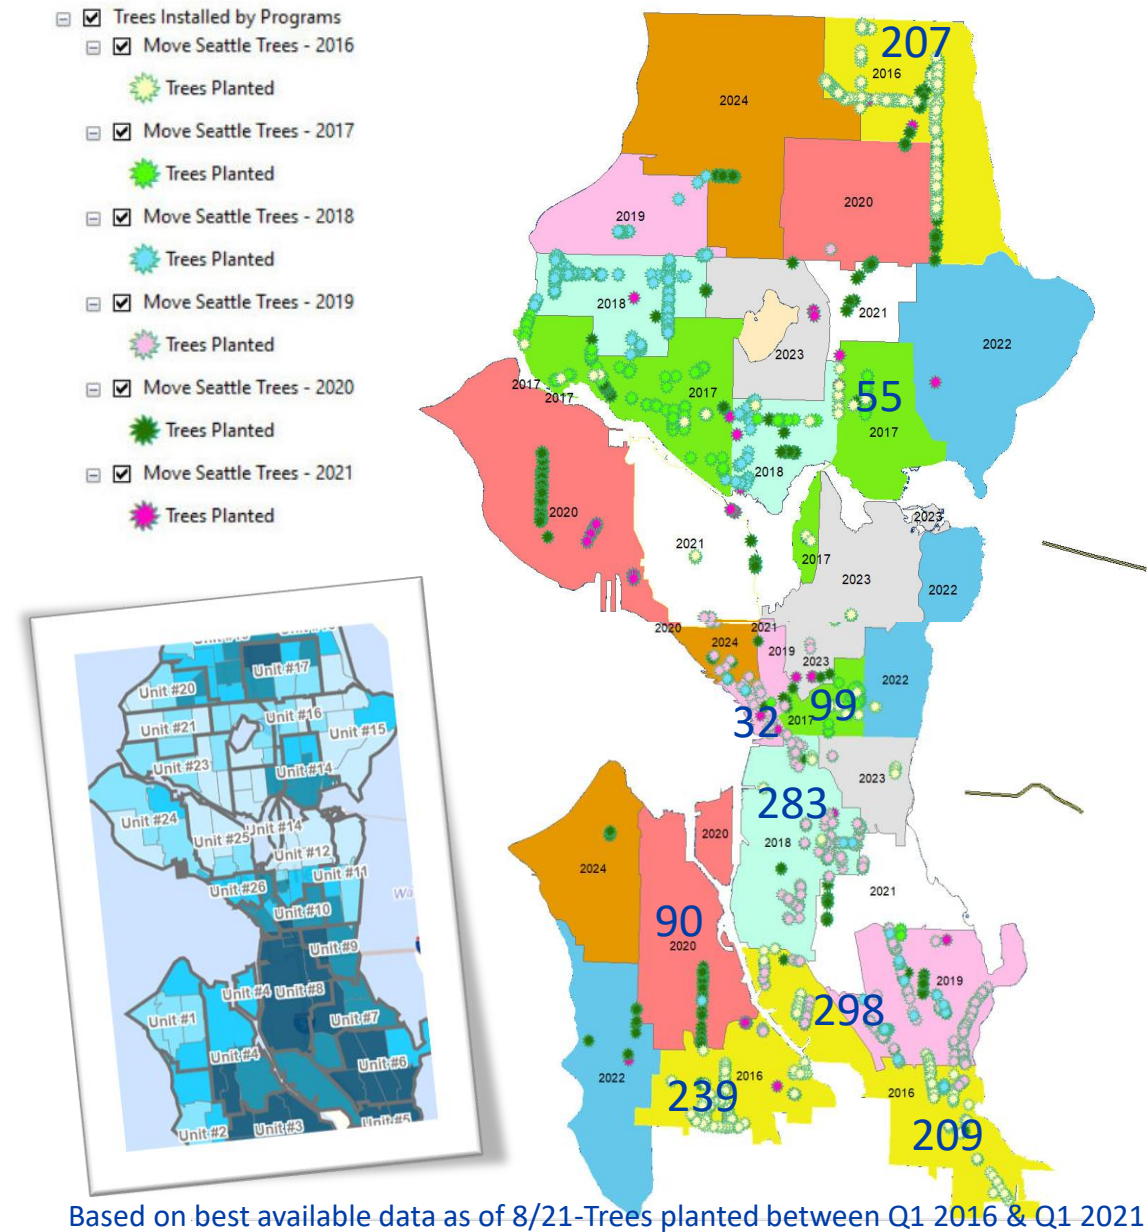 Trees Installed by Programs
Move Seattle Trees - 2016
Trees Planted
Move Seattle Trees - 2017
Trees Planted
Move Seattle Trees - 2018
Trees Planted
Move Seattle Trees - 2019
Trees Planted
Move Seattle Trees - 2020
Trees Planted
Move Seattle Trees - 2021
Trees Planted
207
2016
2024
2020
2019
2018
2021
2023
2022
2017
2017
2017
55
2017
2018
2020
2021
2023
2017
2023
2022
2020
2021
2024
2019
2023
2022
32
2017
99
2023
283
2018
2020
2024
2021
90
2020
2019
298
2022
2016
239
2016
209
Unit #17
Unit #20
Unit #16
Unit #21
Unit #15
Unit #23
Unit #14
Unit #24
Unit #25
Unit #14
Unit #12
Unit #11
Unit #26
Unit #10
Unit #9
Unit #4
Unit #8
Unit #1
Unit #7
Unit #4
Unit #6
Unit #2
Unit #3
Unit #5
Based on best available data as of 8/21-Trees planted between Q1 2016 & Q1 2021